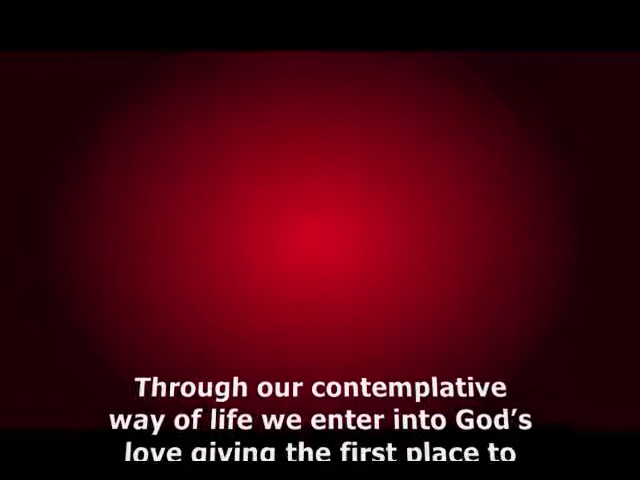 Through our contemplative
way of life we enter into God's
love giving the first place to